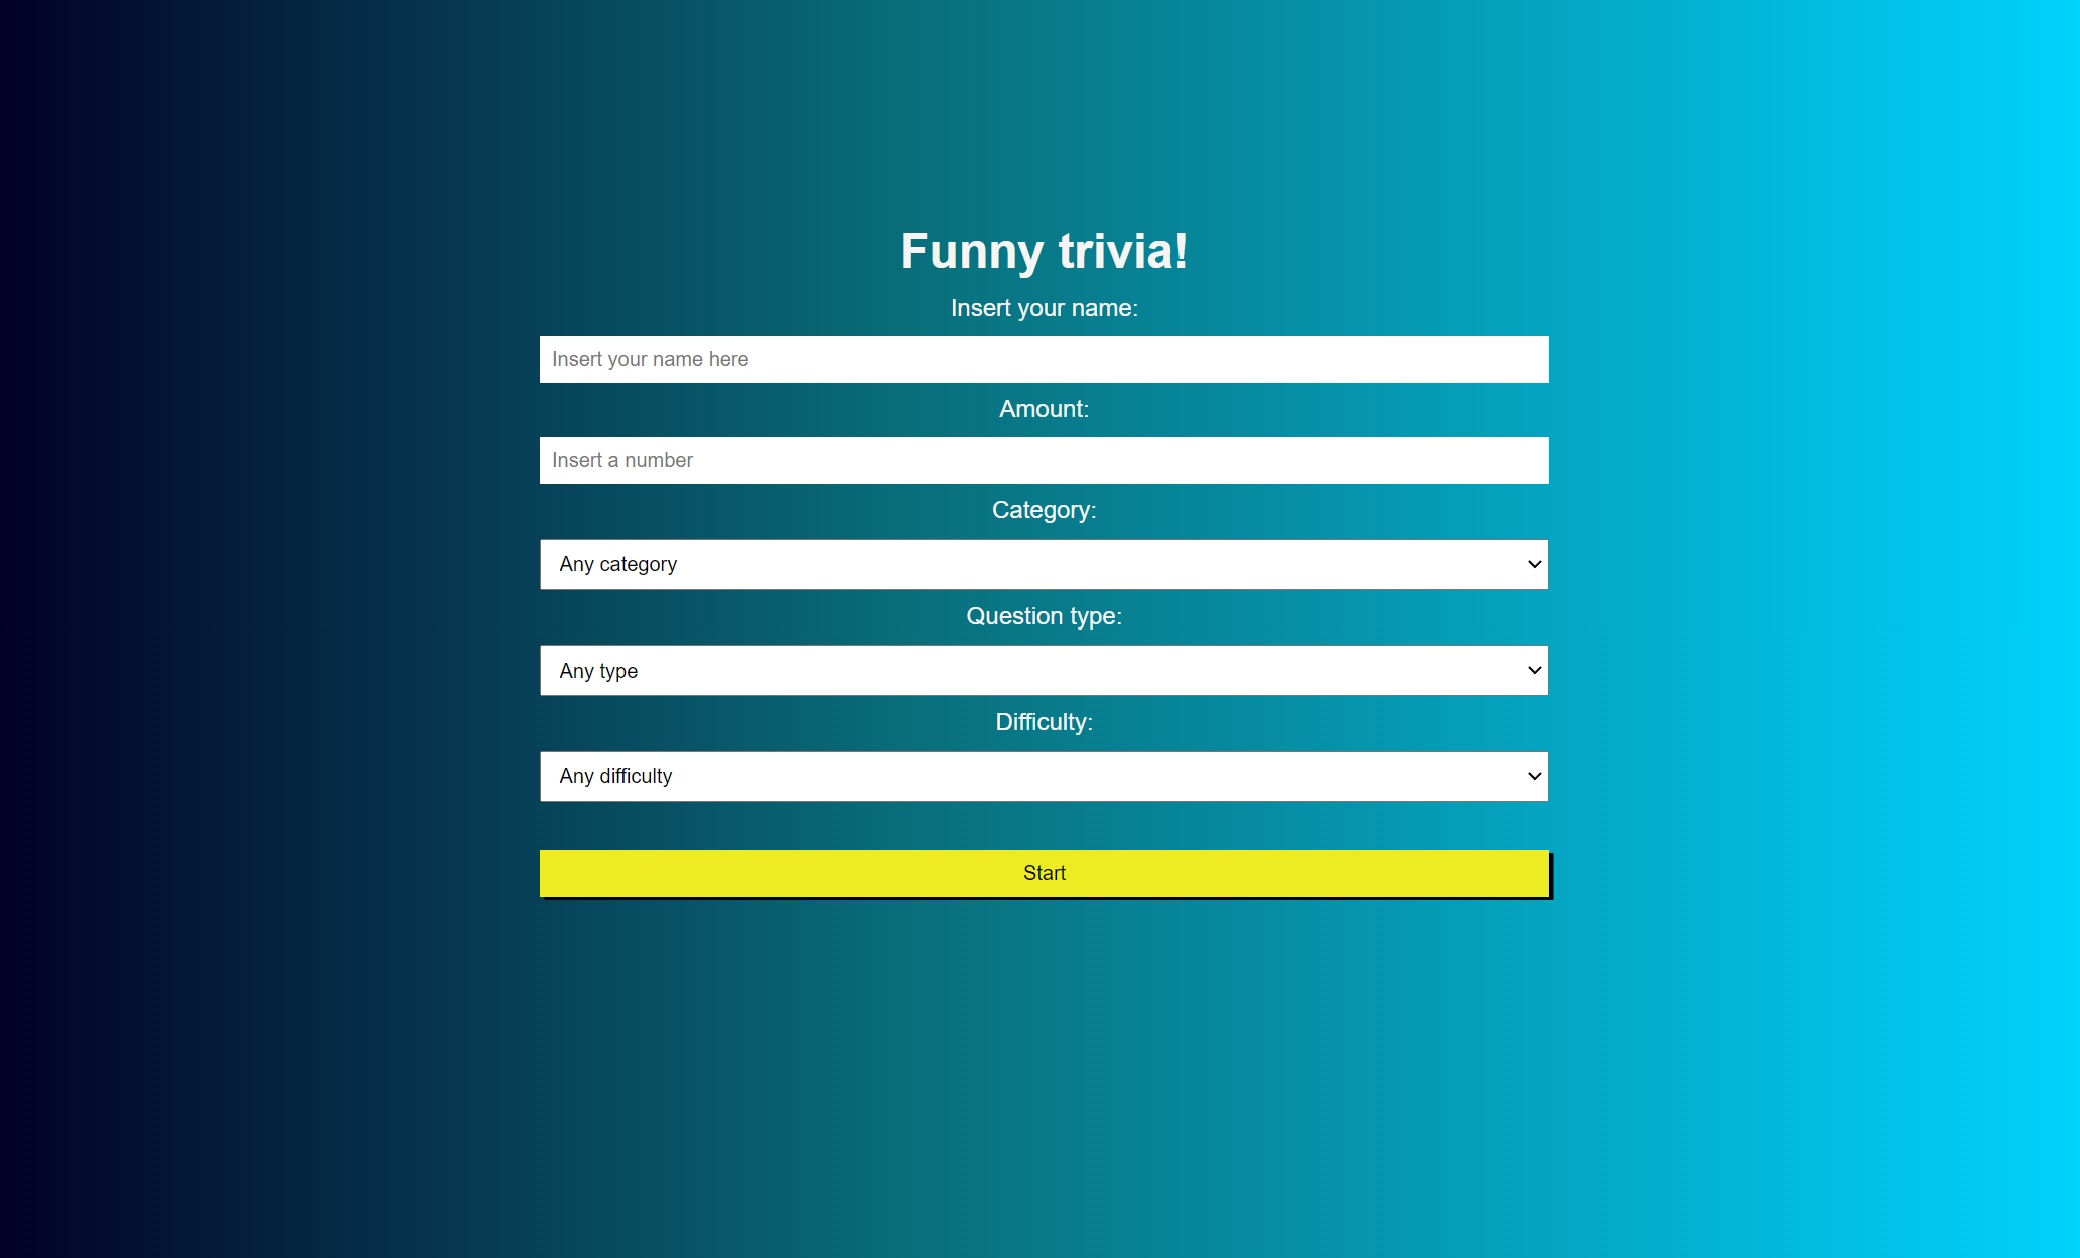 Funny trivia!
Insert your name:
Insert your name here
Amount:
Insert a number
Category:
Any category
Question type:
Any type
Difficulty:
Any difficulty
Start